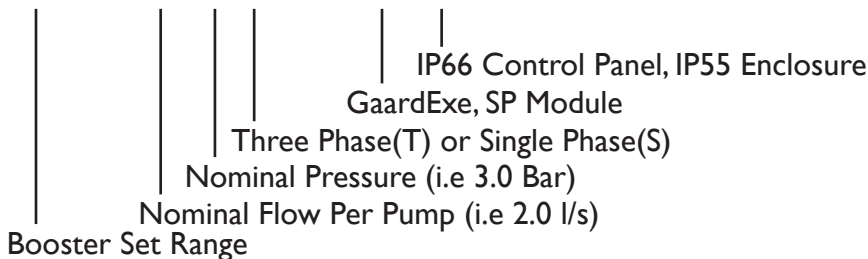 IP66 Control Panel, IP55 Enclosure
GaardExe, SP Module
Three Phase(T) or Single Phase(S)
Nominal Pressure (i.e 3.0 Bar)
Nominal Flow Per Pump (i.e 2.0 l/s)
Booster Set Range